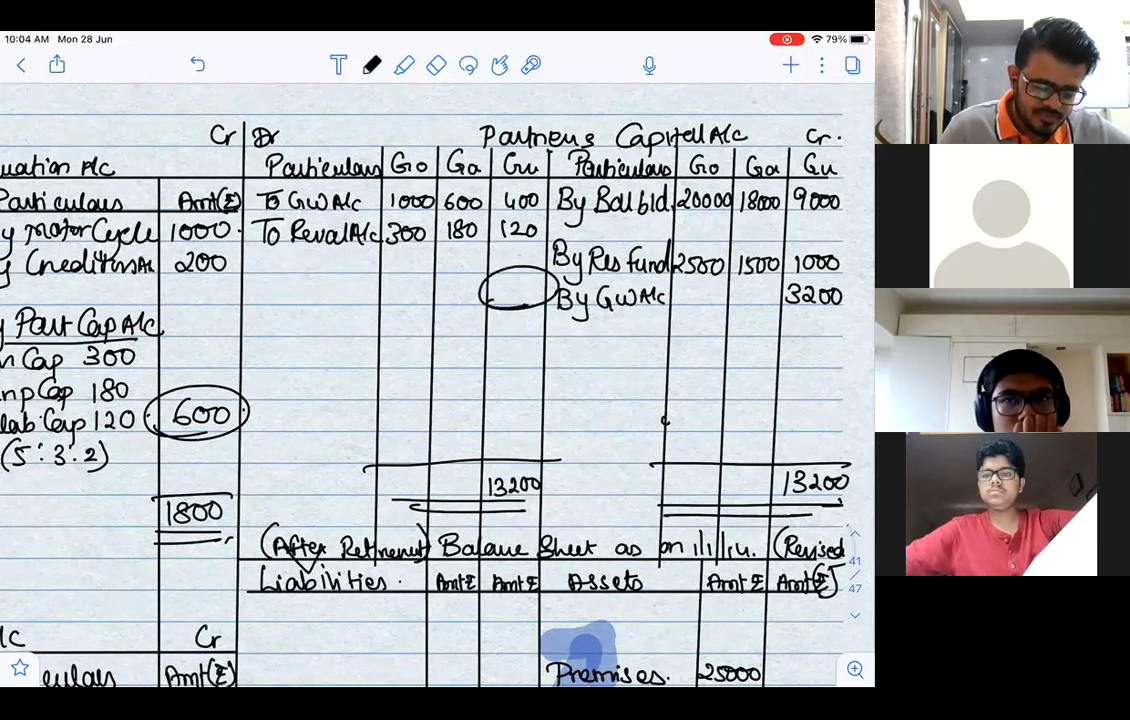 10:04 AM Mon 28 Jun
79%
Cr Dr Partners Capital A/c Cr.
uation A/c
Particulars Go Ga Gu Particulars Go Ga Gu
Particulars Amt(£) To GW A/c 1000 600 400 By Bal b/d. 20000 18000 9000
y motor Cycle 1000 To Reval A/c 300 180 120
y Creditors A/c 200 By Res Fund 2500 1500 1000
By GW A/c 3200
y Part Cap A/c
n Cap 300
np Cap 180
lab Cap 120 600
(5:3:2)
13200 13200
1800
(After Retirement) Balance Sheet as on 1/1/14. (Revised
Liabilities. Amt £ Amt £ Assets Amt £ Amt(£)
41
/
47
lc Cr
culars Amt(£) Premises. 25000